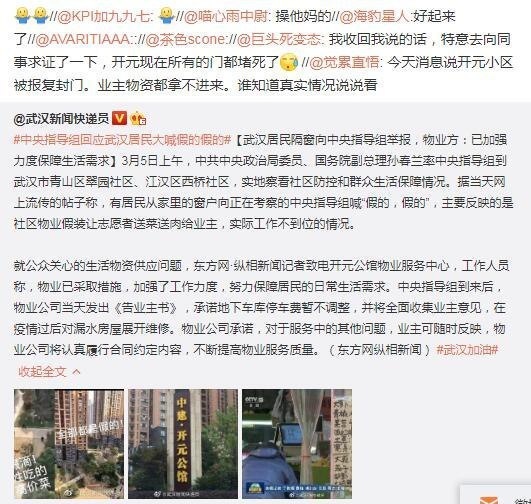 //@KPI加九九七: //@喵心雨中尉: 操他妈的//@海豹星人:好起来
了//@AVARITIAAA::://@茶色scone://@巨头死变态: 我收回我说的话，特意去向同
事求证了一下，开元现在所有的门都堵死了 //@觉累直悟: 今天消息说开元小区
被报复封门。业主物资都拿不进来。谁知道真实情况说说看
@武汉新闻快递员
#中央指导组回应武汉居民大喊假的假的#【武汉居民隔窗向中央指导组举报，物业方：已加强
力度保障生活需求】3月5日上午，中共中央政治局委员、国务院副总理孙春兰率中央指导组到
武汉市青山区翠园社区、江汉区西桥社区，实地察看社区防控和群众生活保障情况。据当天网
上流传的帖子称，有居民从家里的窗户向正在考察的中央指导组喊“假的，假的”，主要反映的是
社区物业假装让志愿者送菜送肉给业主，实际工作不到位的情况。
就公众关心的生活物资供应问题，东方网·纵相新闻记者致电开元公馆物业服务中心，工作人员
称，物业已采取措施，加强了工作力度，努力保障居民的日常生活需求。中央指导组到来后，
物业公司当天发出《告业主书》，承诺地下车库停车费暂不调整，并将全面收集业主意见，在
疫情过后对漏水房屋展开维修。物业公司承诺，对于服务中的其他问题，业主可随时反映，物
业公司将认真履行合同约定内容，不断提高物业服务质量。（东方网纵相新闻）#武汉加油#
收起全文
中建·开元公馆
CCTV